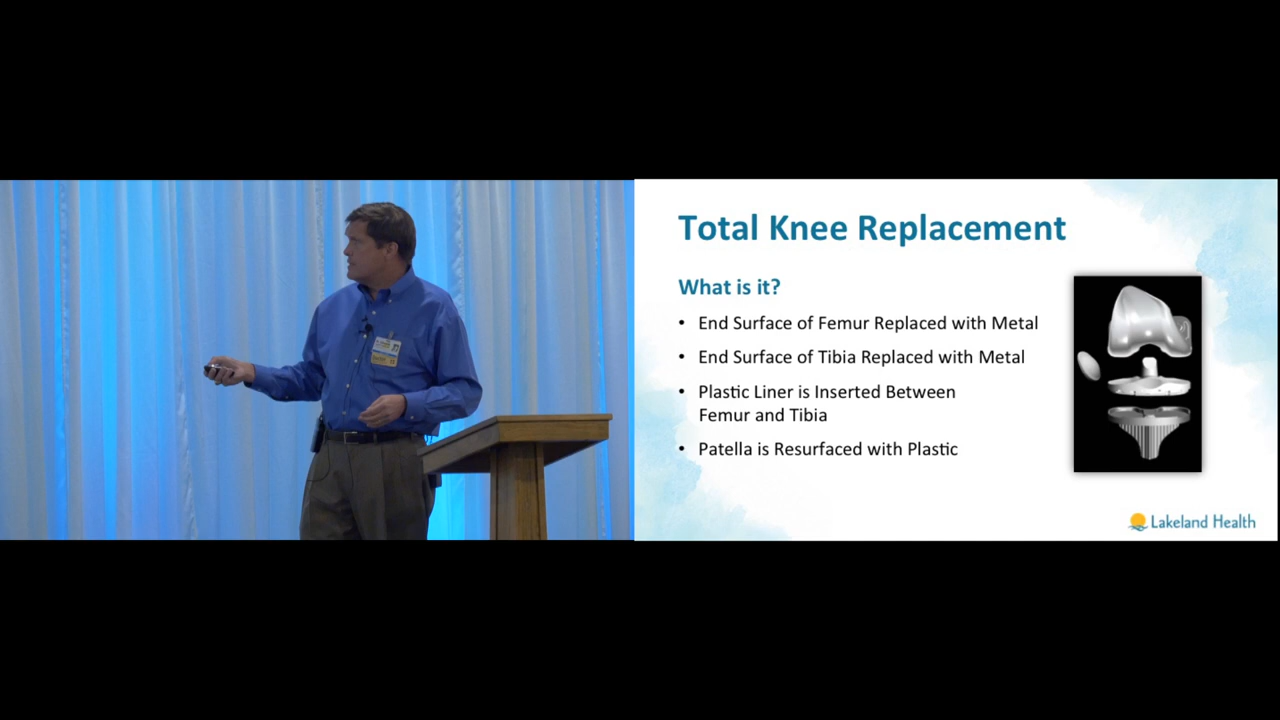 Total Knee Replacement
What is it?
• End Surface of Femur Replaced with Metal
• End Surface of Tibia Replaced with Metal
• Plastic Liner is Inserted Between
Femur and Tibia
• Patella is Resurfaced with Plastic
Lakeland Health